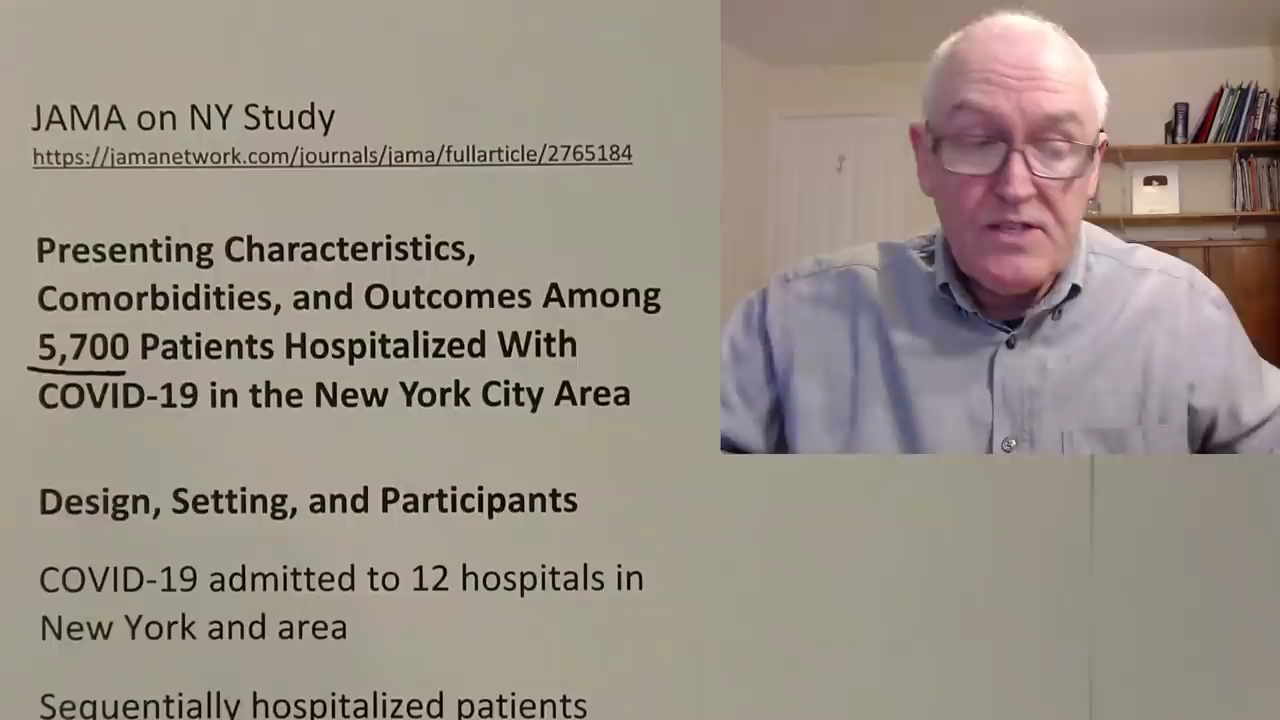 JAMA on NY Study
https://jamanetwork.com/journals/jama/fullarticle/2765184
Presenting Characteristics,
Comorbidities, and Outcomes Among
5,700 Patients Hospitalized With
COVID-19 in the New York City Area
Design, Setting, and Participants
COVID-19 admitted to 12 hospitals in
New York and area
Sequentially hospitalized patients